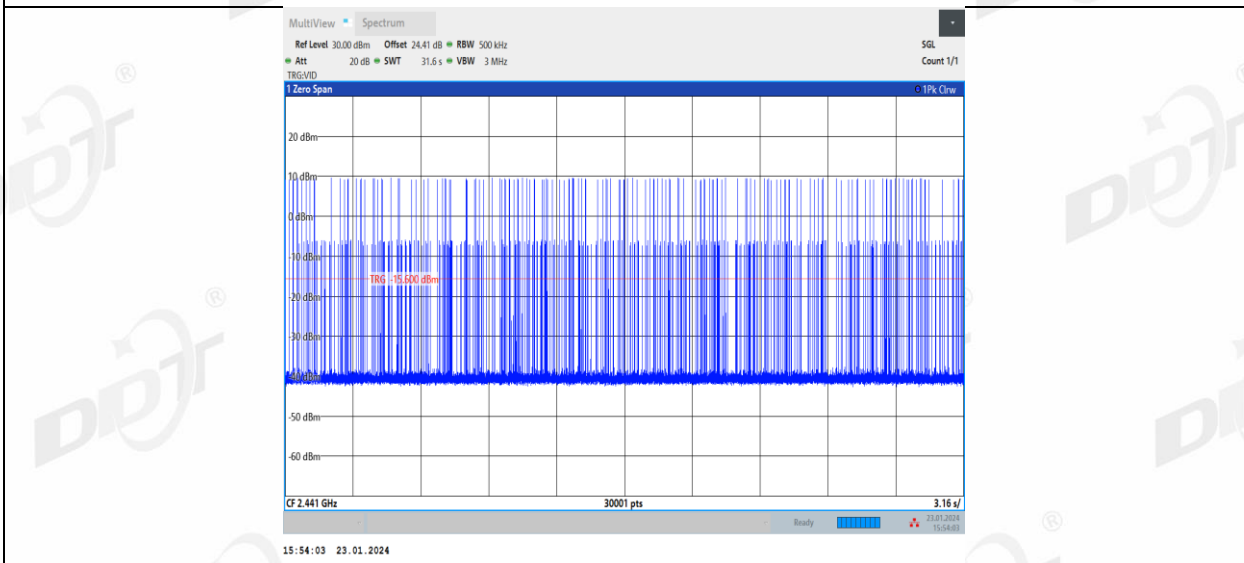 MultiView Spectrum
Ref Level 30.00 dBm Offset 24.41 dB RBW 500 kHz SGL
Att 20 dB SWT 31.6 s VBW 3 MHz Count 1/1
TRG:VID
1 Zero Span 1Pk Clrw
20 dBm
10 dBm
0 dBm
-10 dBm
TRG -15.600 dBm
-20 dBm
-30 dBm
-40 dBm
-50 dBm
-60 dBm
CF 2.441 GHz 30001 pts 3.16 s/
Ready 23.01.2024
15:54:03
15:54:03 23.01.2024
DDT
DDT
DDT
DDT